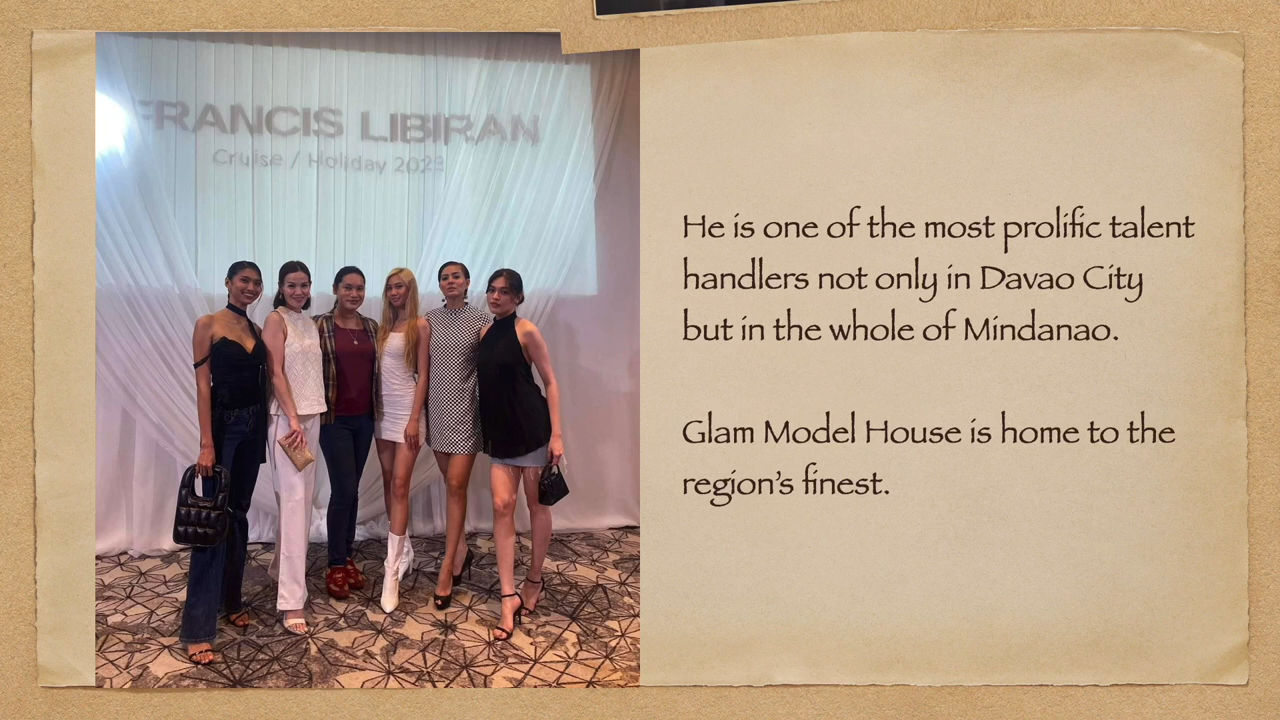 FRANCIS LIBIRAN
Cruise / Holiday 2023
He is one of the most prolific talent
handlers not only in Davao City
but in the whole of Mindanao.
Glam Model House is home to the
region's finest.